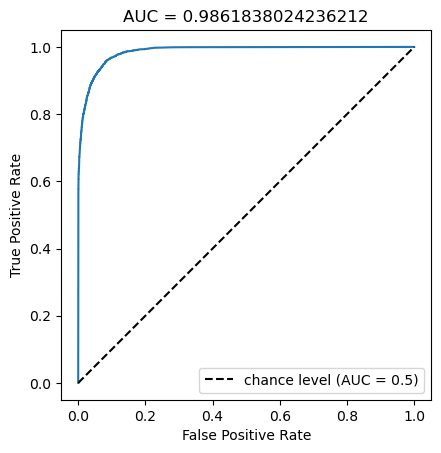 AUC = 0.9861838024236212
1.0
0.8
0.6
0.4
0.2
0.0
True Positive Rate
chance level (AUC = 0.5)
0.0 0.2 0.4 0.6 0.8 1.0
False Positive Rate